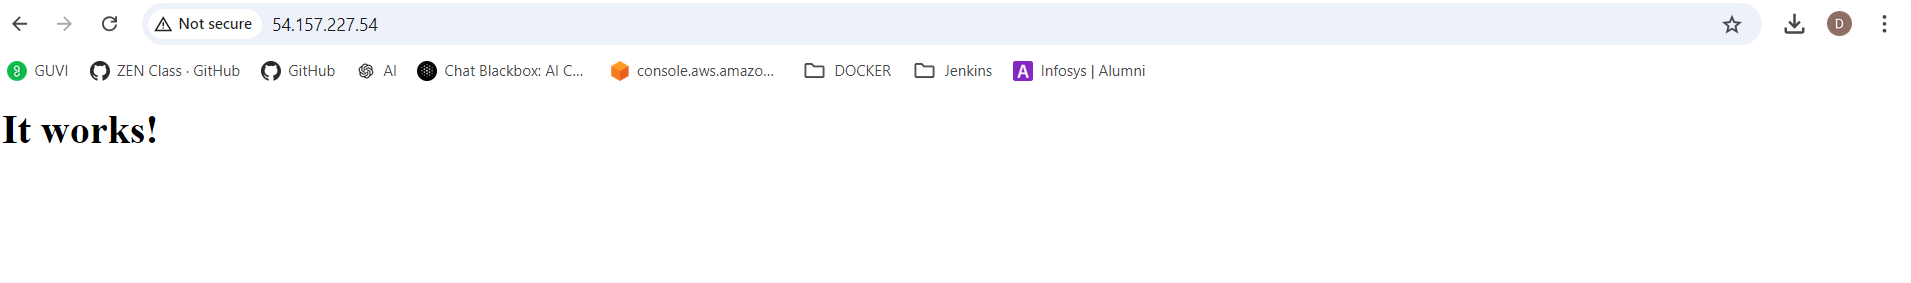 Not secure 54.157.227.54 D
GUVI ZEN Class · GitHub GitHub AI Chat Blackbox: AI C... console.aws.amazo... DOCKER Jenkins A Infosys | Alumni
It works!